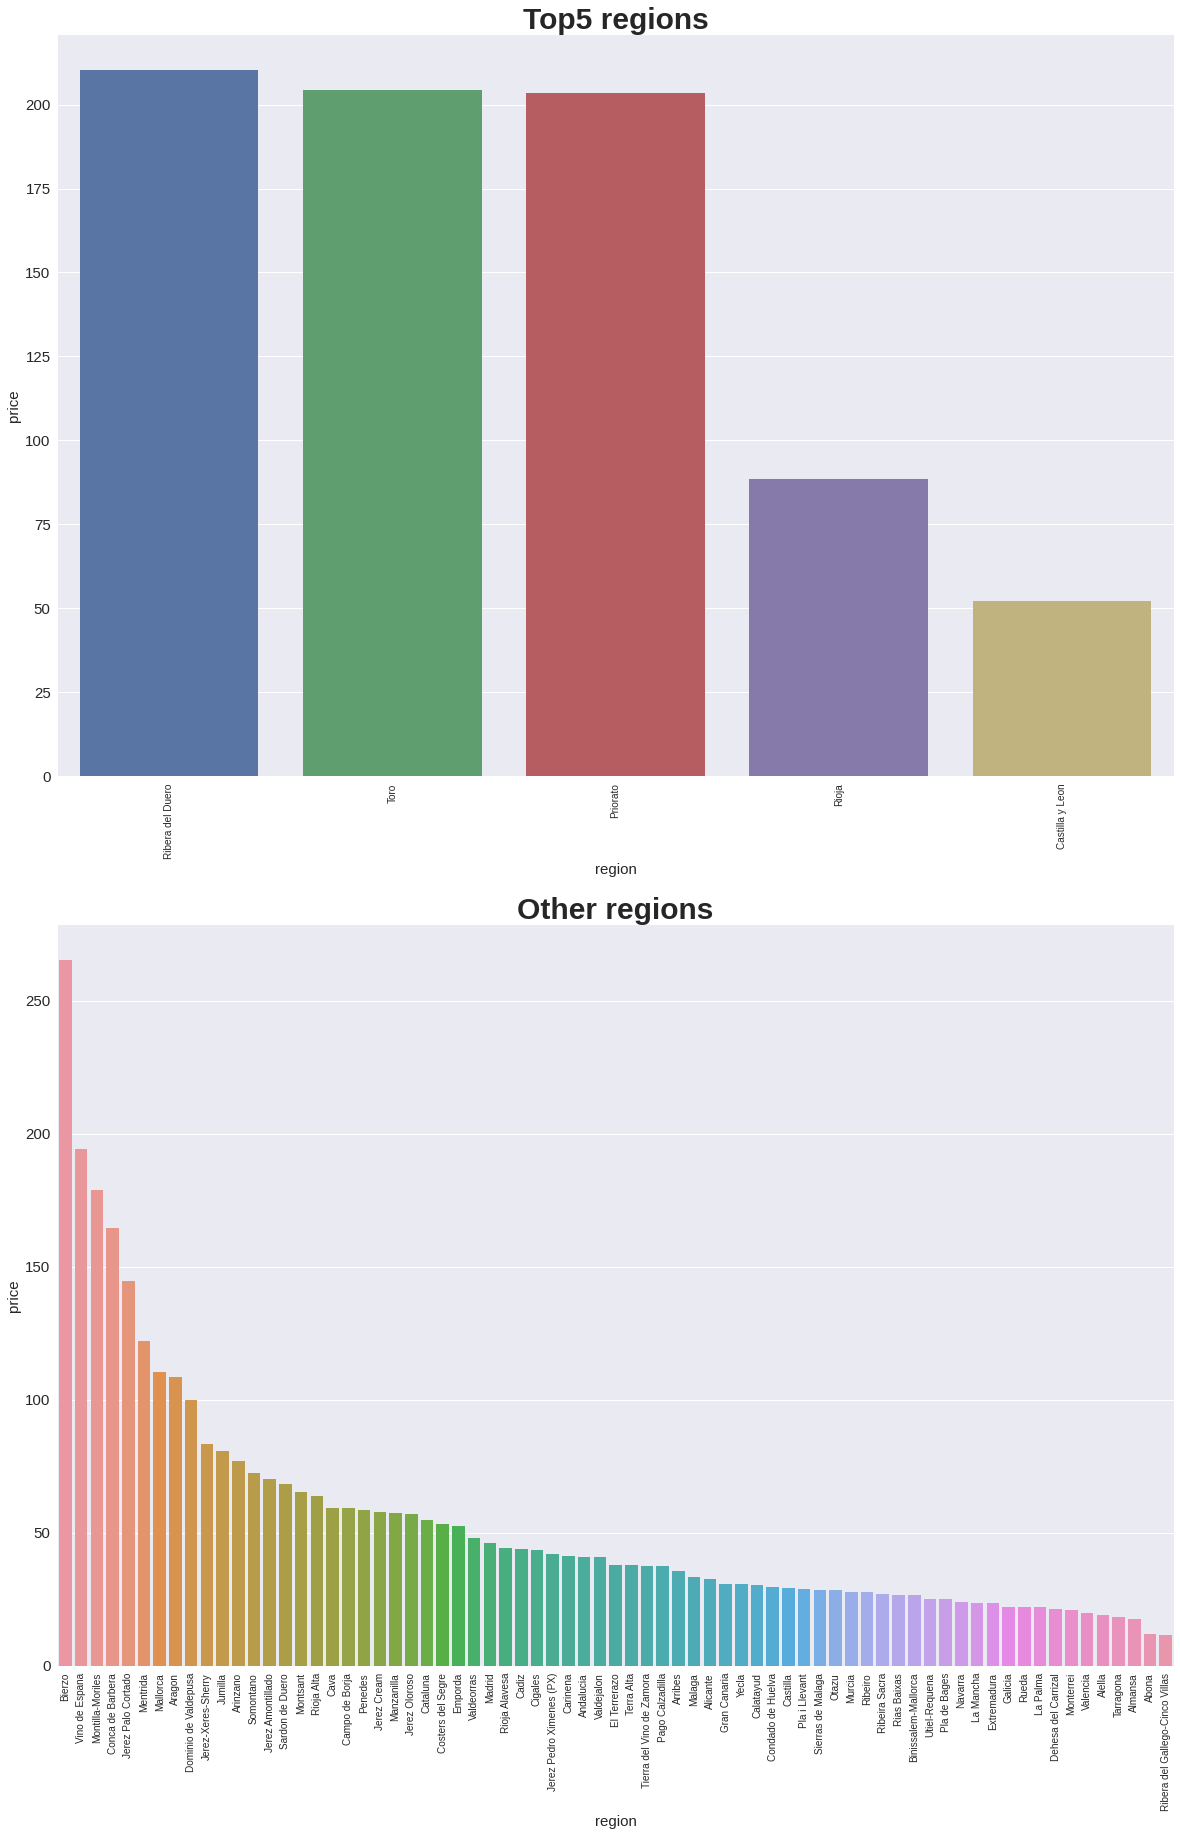 Top5 regions
200
175
150
125
100
75
50
25
0
price
Ribera del Duero
Toro
Priorato
Rioja
Castilla y Leon
region
Other regions
250
200
150
100
50
0
price
Bierzo
Vino de Espana
Montilla-Moriles
Conca de Barbera
Jerez Palo Cortado
Mentrida
Mallorca
Aragon
Dominio de Valdepusa
Jerez-Xeres-Sherry
Jumilla
Arinzano
Somontano
Jerez Amontillado
Sardon de Duero
Montsant
Rioja Alta
Cava
Campo de Borja
Penedes
Jerez Cream
Manzanilla
Jerez Oloroso
Cataluna
Costers del Segre
Emporda
Valdeorras
Madrid
Rioja Alavesa
Cadiz
Cigales
Jerez Pedro Ximenes (PX)
Carinena
Andalucia
Valdejalon
El Terrerazo
Terra Alta
Tierra del Vino de Zamora
Pago Calzadilla
Arribes
Malaga
Alicante
Gran Canaria
Yecla
Calatayud
Condado de Huelva
Castilla
Pla i Llevant
Sierras de Malaga
Otazu
Murcia
Ribeiro
Ribeira Sacra
Rias Baixas
Binissalem-Mallorca
Utiel-Requena
Pla de Bages
Navarra
La Mancha
Extremadura
Galicia
Rueda
La Palma
Dehesa del Carrizal
Monterrei
Valencia
Alella
Tarragona
Almansa
Abona
Ribera del Gallego-Cinco Villas
region